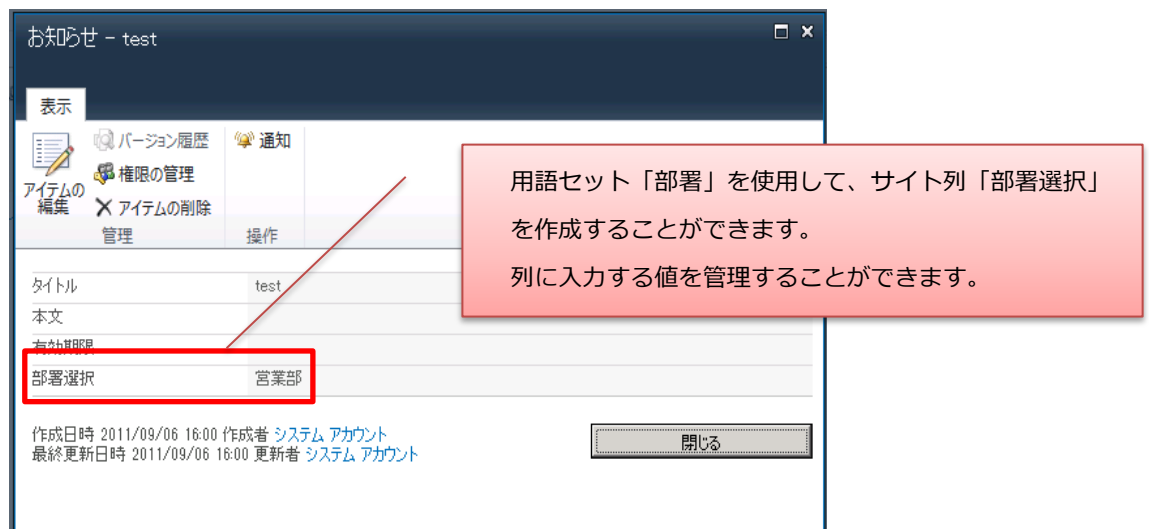 お知らせ - test
表示
アイテムの
編集
バージョン履歴
権限の管理
アイテムの削除
管理
通知
操作
用語セット「部署」を使用して、サイト列「部署選択」
を作成することができます。
列に入力する値を管理することができます。
タイトル test
本文
有効期限
部署選択 営業部
作成日時 2011/09/06 16:00 作成者 システム アカウント
最終更新日時 2011/09/06 16:00 更新者 システム アカウント
閉じる